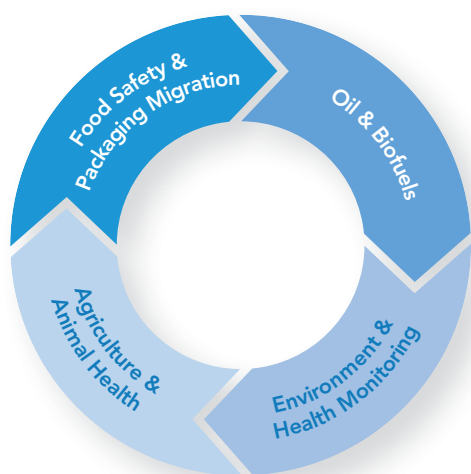 Food Safety &
Packaging Migration
Oil & Biofuels
Environment &
Health Monitoring
Agriculture &
Animal Health